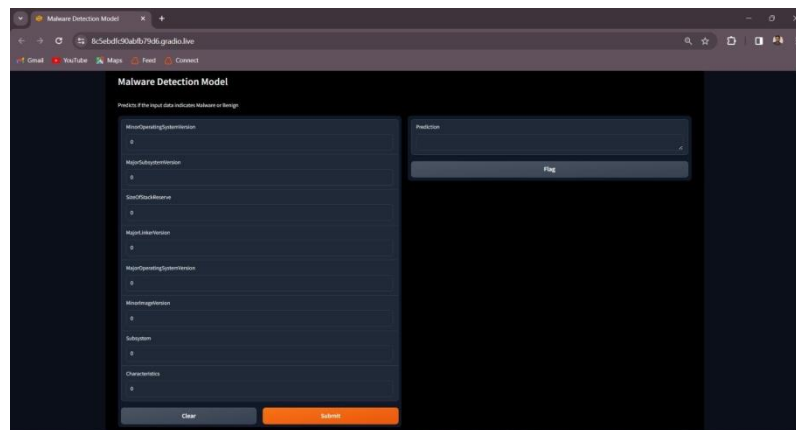 Malware Detection Model
8c5ebdfc90abfb79d6.gradio.live
Gmail YouTube Maps Feed Connect
Malware Detection Model
Predicts if the input data indicates Malware or Benign
MinorOperatingSystemVersion
0
MajorSubsystemVersion
0
SizeOfStackReserve
0
MajorLinkerVersion
0
MajorOperatingSystemVersion
0
MinorImageVersion
0
Subsystem
0
Characteristics
0
Clear Submit
Prediction
Flag